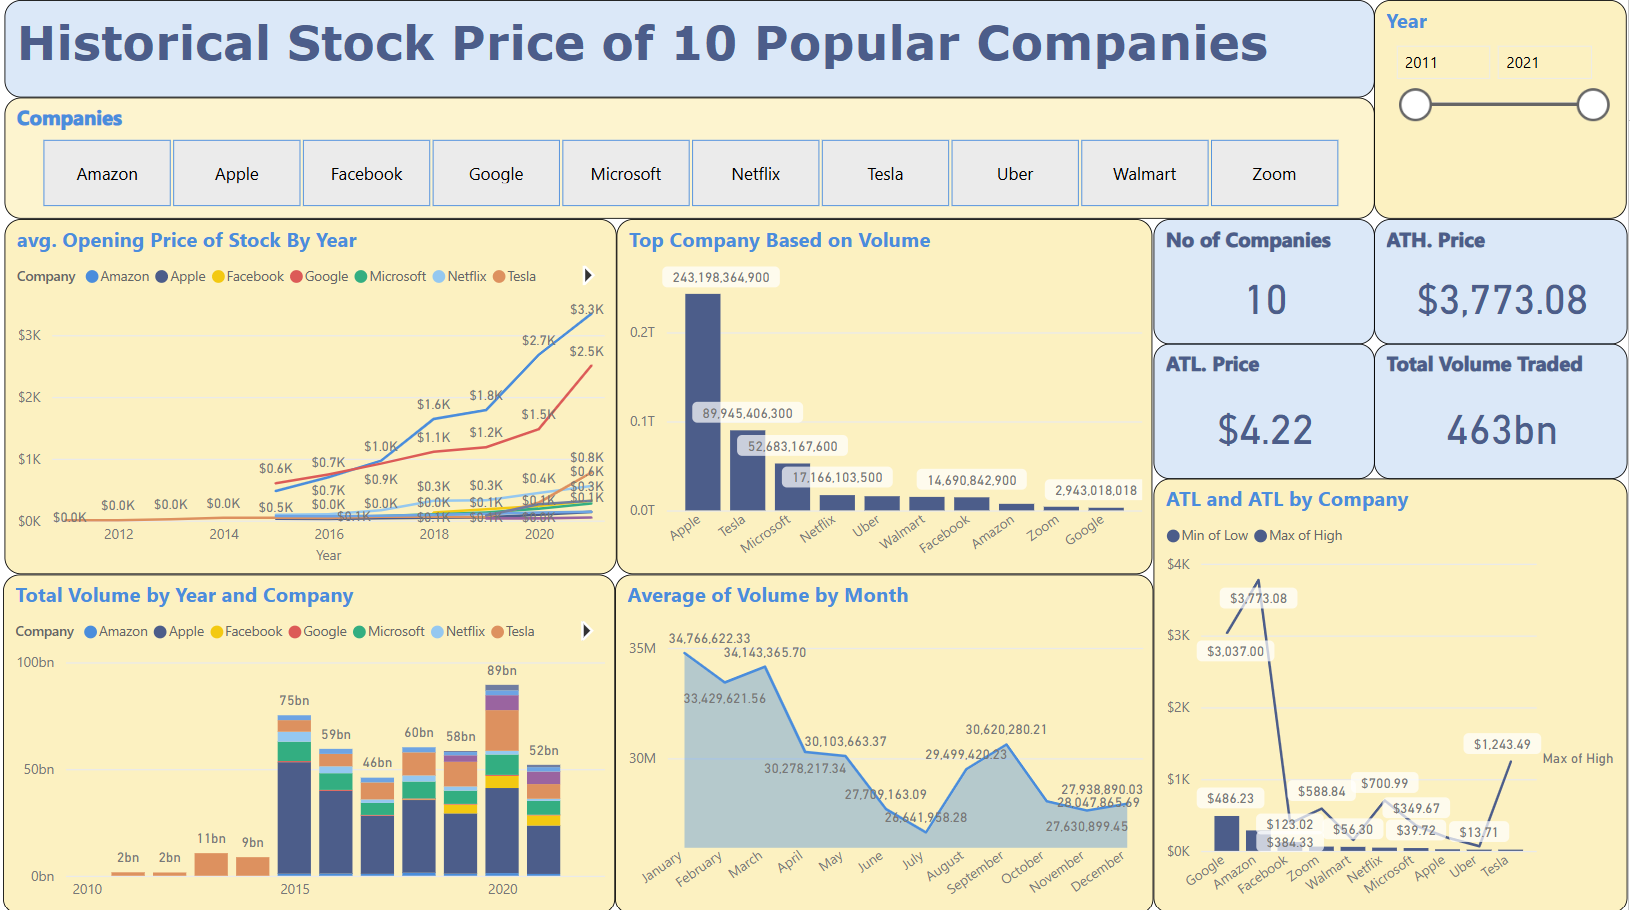 Historical Stock Price of 10 Popular Companies
Year
2011 2021
Companies
Amazon Apple Facebook Google Microsoft Netflix Tesla Uber Walmart Zoom
avg. Opening Price of Stock By Year
Company Amazon Apple Facebook Google Microsoft Netflix Tesla
$3K
$2K
$1K
$0K
$3.3K
$2.7K
$2.5K
$1.6K
$1.8K
$1.5K
$1.0K
$1.1K
$1.2K
$0.6K
$0.7K
$0.7K
$0.9K
$0.8K
$0.6K
$0.5K
$0.3K
$0.3K
$0.4K
$0.3K
$0.0K
$0.0K
$0.0K
$0.0K
$0.0K
$0.0K
$0.0K
$0.1K
$0.1K
$0.1K
$0.1K
$0.1K
$0.1K
$0.1K
$0.0K
2012 2014 2016 2018 2020
Year
Top Company Based on Volume
0.2T
0.1T
0.0T
243,198,364,900
89,945,406,300
52,683,167,600
17,166,103,500
14,690,842,900
2,943,018,018
Apple Tesla Microsoft Netflix Uber Walmart Facebook Amazon Zoom Google
No of Companies
10
ATH. Price
$3,773.08
ATL. Price
$4.22
Total Volume Traded
463bn
Total Volume by Year and Company
Company Amazon Apple Facebook Google Microsoft Netflix Tesla
100bn
50bn
0bn
2bn 2bn 11bn 9bn 75bn 59bn 46bn 60bn 58bn 89bn 52bn
2010 2015 2020
Average of Volume by Month
35M
30M
34,766,622.33
33,429,621.56
34,143,365.70
30,278,217.34
30,103,663.37
27,709,163.09
26,641,958.28
29,499,420.23
30,620,280.21
28,047,865.69
27,630,899.45
27,938,890.03
January February March April May June July August September October November December
ATL and ATL by Company
Min of Low Max of High
$4K
$3K
$2K
$1K
$0K
$3,773.08
$3,037.00
$1,243.49
Max of High
$486.23
$588.84
$700.99
$349.67
$123.02
$384.33
$56.30
$39.72
$13.71
Google Amazon Facebook Zoom Walmart Netflix Microsoft Apple Uber Tesla